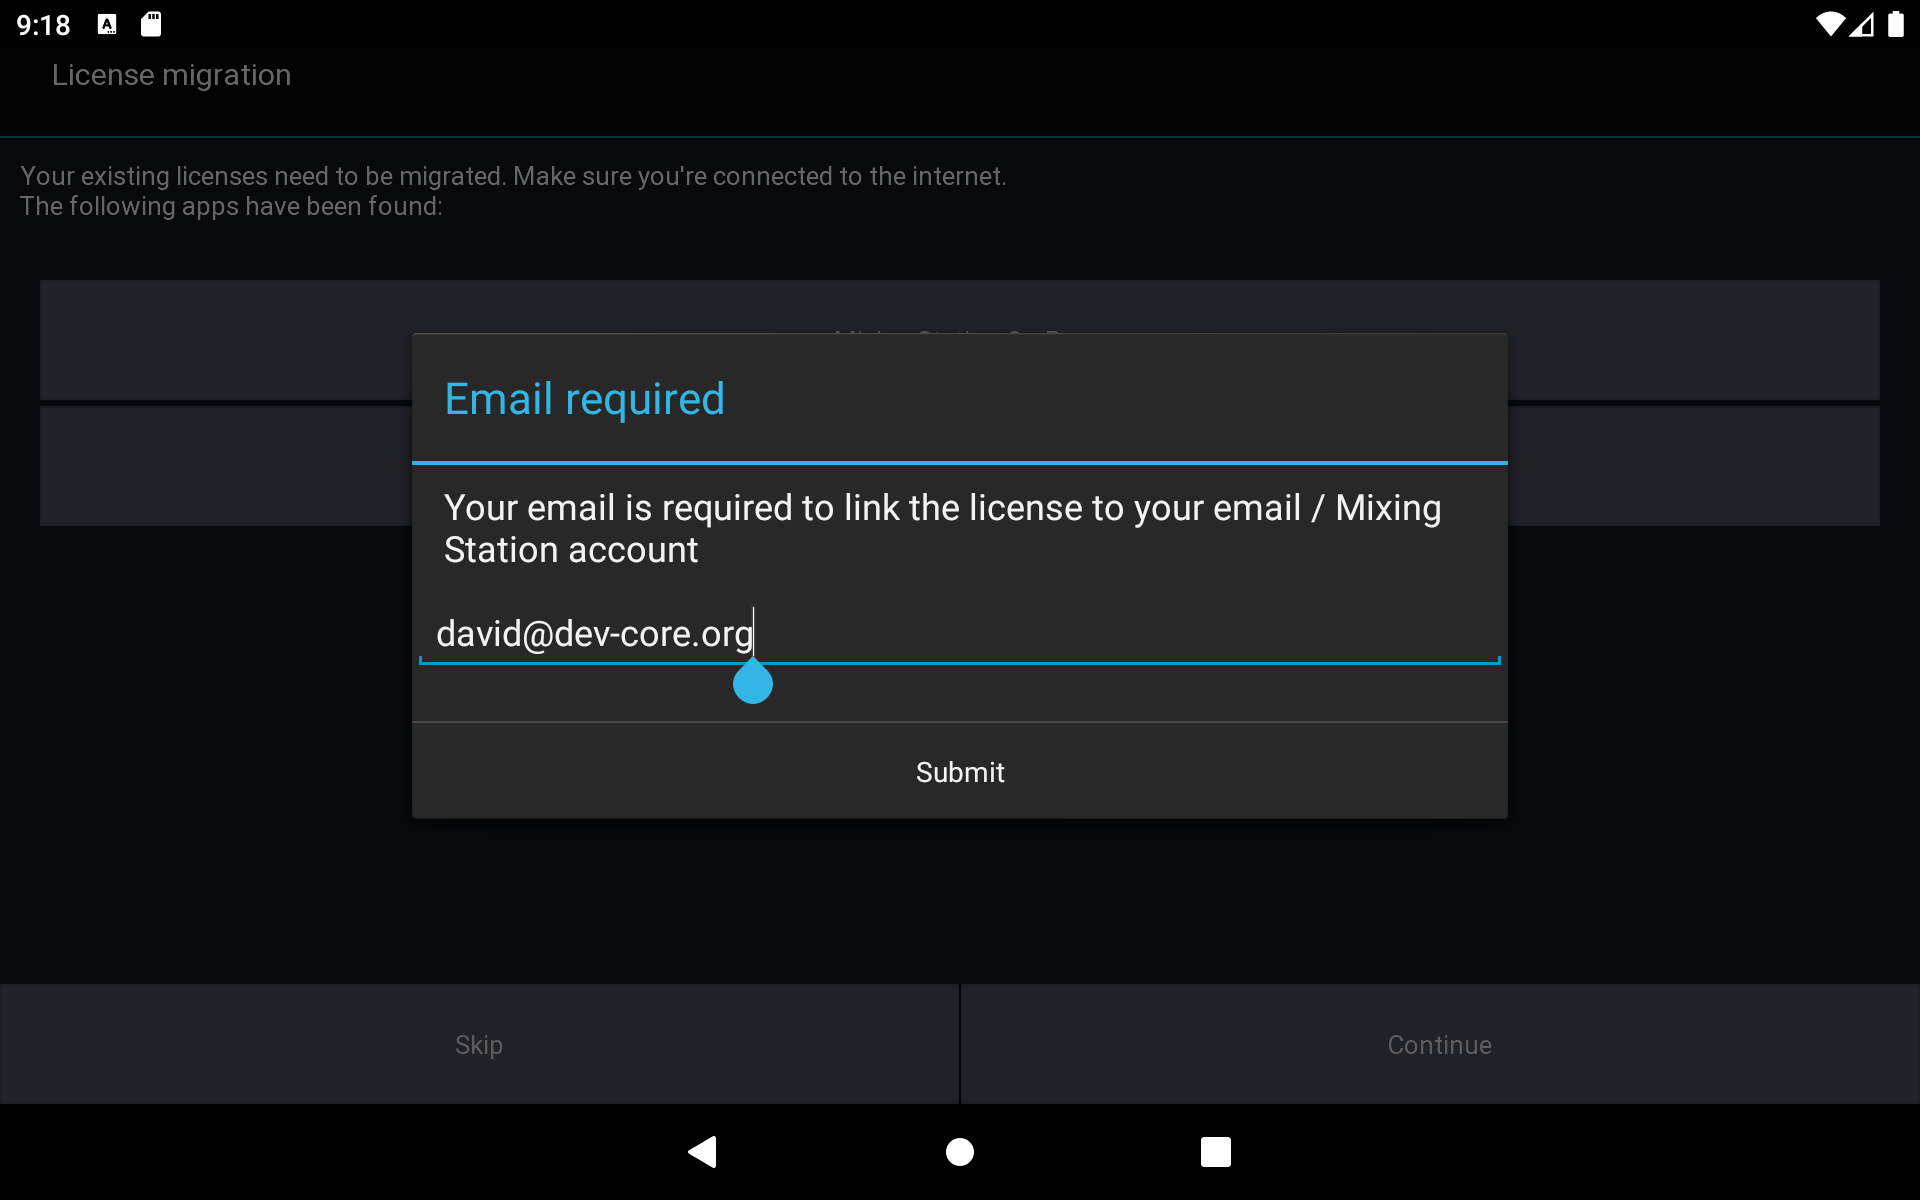 9:18
License migration
Your existing licenses need to be migrated. Make sure you're connected to the internet.
The following apps have been found:
Email required
Your email is required to link the license to your email / Mixing
Station account
david@dev-core.org
Submit
Skip
Continue